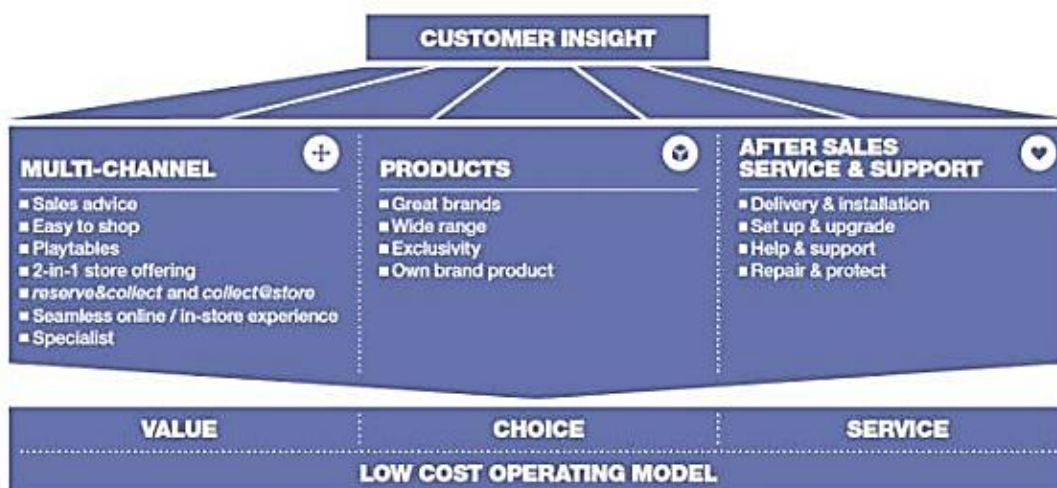 CUSTOMER INSIGHT
MULTI-CHANNEL
■ Sales advice
■ Easy to shop
■ Playtables
■ 2-in-1 store offering
■ reserve&collect and collect@store
■ Seamless online / in-store experience
■ Specialist
PRODUCTS
■ Great brands
■ Wide range
■ Exclusivity
■ Own brand product
AFTER SALES
SERVICE & SUPPORT
■ Delivery & installation
■ Set up & upgrade
■ Help & support
■ Repair & protect
VALUE
CHOICE
SERVICE
LOW COST OPERATING MODEL